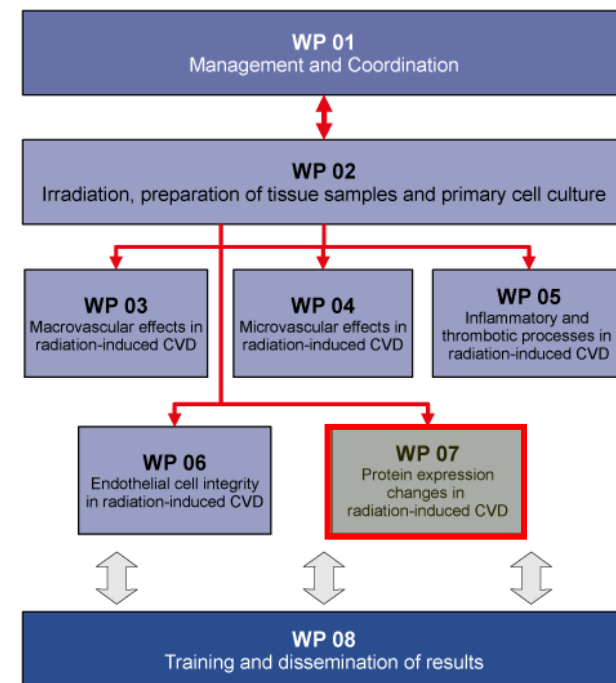 WP 01
Management and Coordination
WP 02
Irradiation, preparation of tissue samples and primary cell culture
WP 03
Macrovascular effects in
radiation-induced CVD
WP 04
Microvascular effects in
radiation-induced CVD
WP 05
Inflammatory and
thrombotic processes in
radiation-induced CVD
WP 06
Endothelial cell integrity
in radiation-induced CVD
WP 07
Protein expression
changes in
radiation-induced CVD
WP 08
Training and dissemination of results